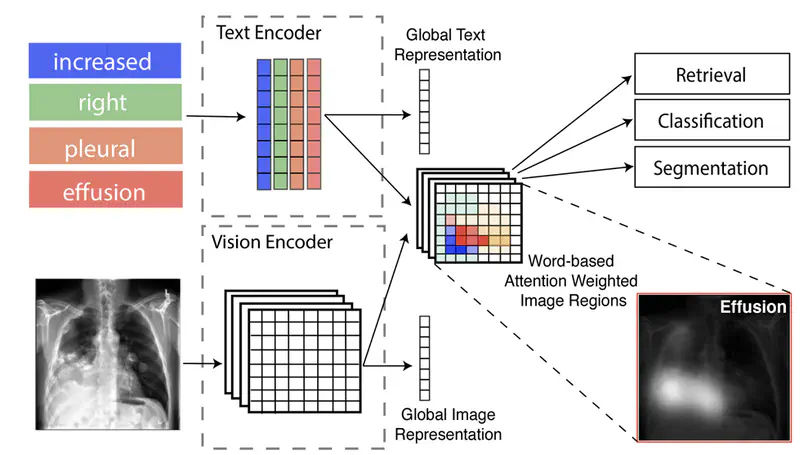 Text Encoder
increased
right
pleural
effusion
Global Text
Representation
Retrieval
Classification
Segmentation
Vision Encoder
Word-based
Attention Weighted
Image Regions
Effusion
Global Image
Representation